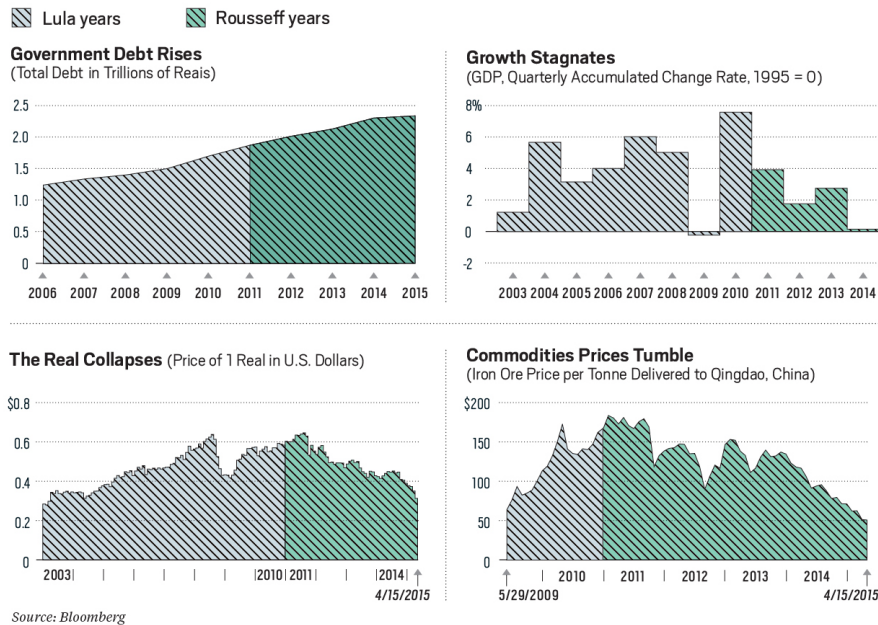 Lula years
Rousseff years
Government Debt Rises
(Total Debt in Trillions of Reais)
2.5
2.0
1.5
1.0
0.5
0
2006 2007 2008 2009 2010 2011 2012 2013 2014 2015
Growth Stagnates
(GDP, Quarterly Accumulated Change Rate, 1995 = 0)
8%
6
4
2
0
-2
2003 2004 2005 2006 2007 2008 2009 2010 2011 2012 2013 2014
The Real Collapses (Price of 1 Real in U.S. Dollars)
$0.8
0.6
0.4
0.2
0
2003 2010 2011 2014
4/15/2015
Commodities Prices Tumble
(Iron Ore Price per Tonne Delivered to Qingdao, China)
$200
150
100
50
0
2010 2011 2012 2013 2014
5/29/2009 4/15/2015
Source: Bloomberg